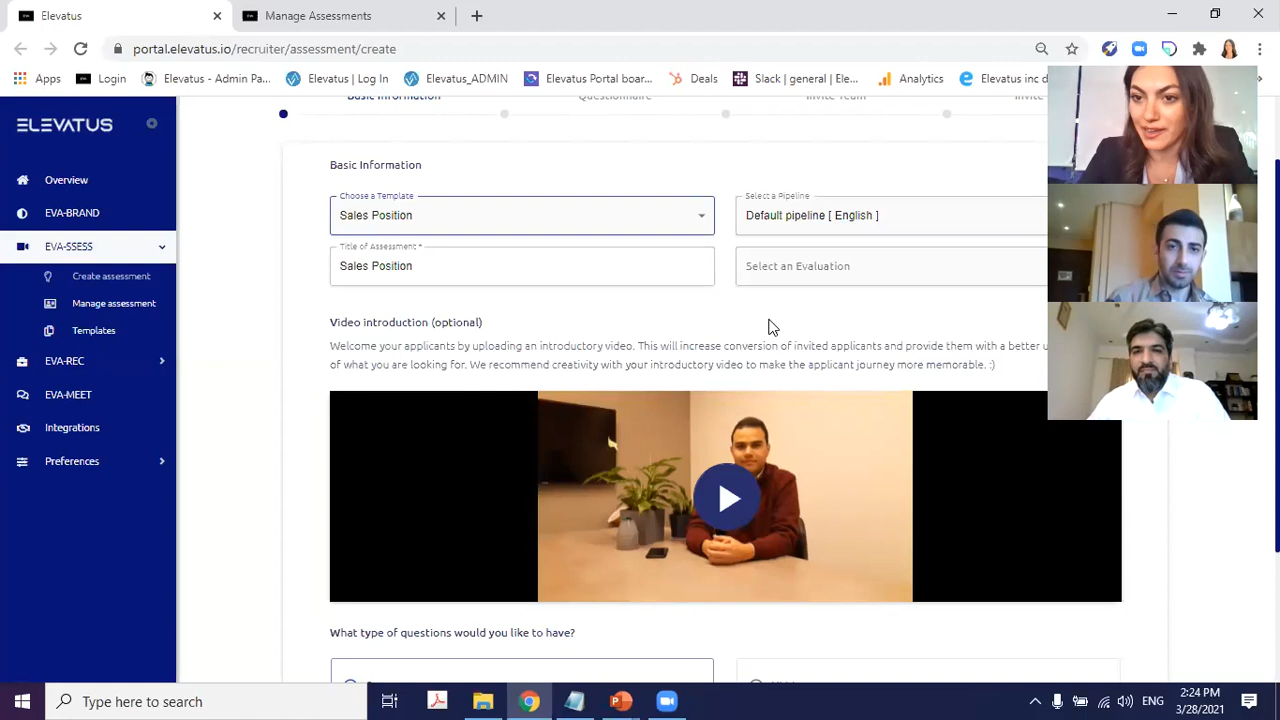 Elevatus
Manage Assessments
portal.elevatus.io/recruiter/assessment/create
Apps
Login
Elevatus - Admin Pa...
Elevatus | Log In
Elevatus_ADMIN
Elevatus Portal boar...
Deals
Slack | general | Ele...
Analytics
Elevatus inc d
ELEVATUS
Overview
EVA-BRAND
EVA-SSESS
Create assessment
Manage assessment
Templates
EVA-REC
EVA-MEET
Integrations
Preferences
Basic Information
Questionnaire
Invite Team
Invite
Basic Information
Choose a Template
Sales Position
Select a Pipeline
Default pipeline [ English ]
Title of Assessment *
Sales Position
Select an Evaluation
Video introduction (optional)
Welcome your applicants by uploading an introductory video. This will increase conversion of invited applicants and provide them with a better u
of what you are looking for. We recommend creativity with your introductory video to make the applicant journey more memorable. :)
What type of questions would you like to have?
Type here to search
ENG
2:24 PM
3/28/2021